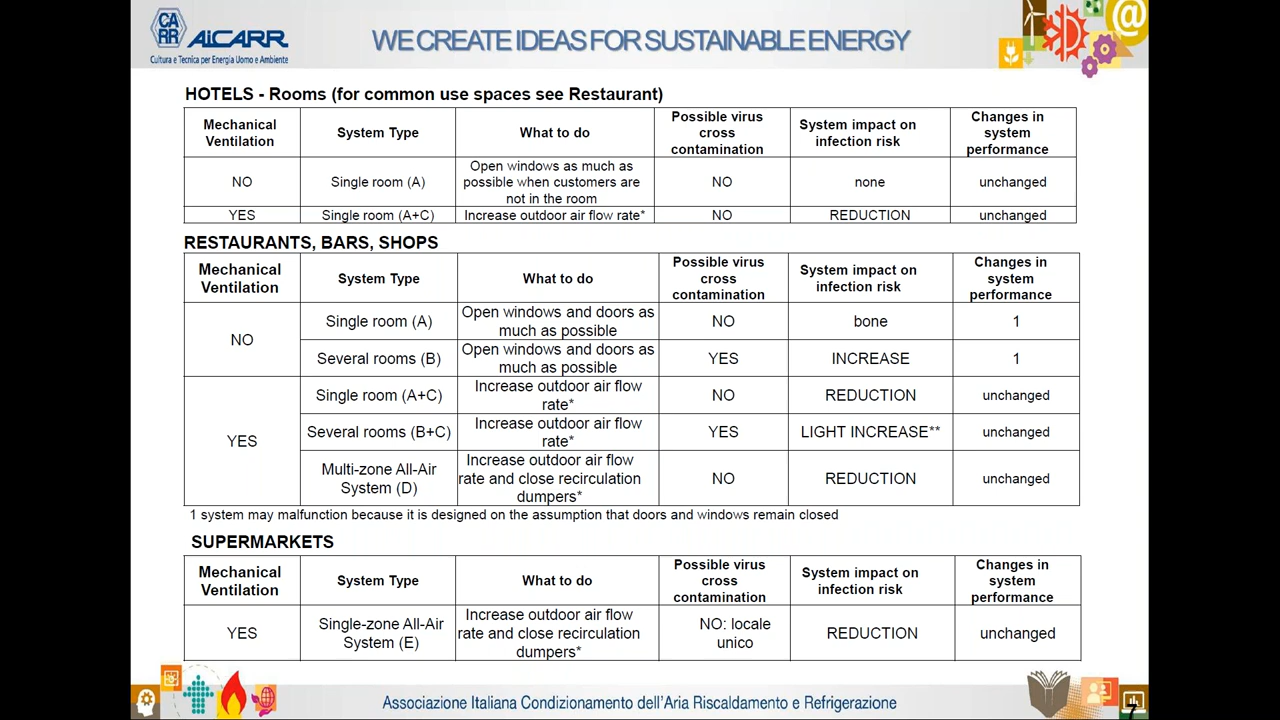 CA
RR
AiCARR
Cultura e Tecnica per Energia Uomo e Ambiente
WE CREATE IDEAS FOR SUSTAINABLE ENERGY
@
HOTELS - Rooms (for common use spaces see Restaurant)
Mechanical
Ventilation
System Type
What to do
Possible virus
cross
contamination
System impact on
infection risk
Changes in
system
performance
NO
Single room (A)
Open windows as much as
possible when customers are
not in the room
NO
none
unchanged
YES
Single room (A+C)
Increase outdoor air flow rate*
NO
REDUCTION
unchanged
RESTAURANTS, BARS, SHOPS
Mechanical
Ventilation
System Type
What to do
Possible virus
cross
contamination
System impact on
infection risk
Changes in
system
performance
NO
Single room (A)
Open windows and doors as
much as possible
NO
bone
1
Several rooms (B)
Open windows and doors as
much as possible
YES
INCREASE
1
YES
Single room (A+C)
Increase outdoor air flow
rate*
NO
REDUCTION
unchanged
Several rooms (B+C)
Increase outdoor air flow
rate*
YES
LIGHT INCREASE**
unchanged
Multi-zone All-Air
System (D)
Increase outdoor air flow
rate and close recirculation
dumpers*
NO
REDUCTION
unchanged
1 system may malfunction because it is designed on the assumption that doors and windows remain closed
SUPERMARKETS
Mechanical
Ventilation
System Type
What to do
Possible virus
cross
contamination
System impact on
infection risk
Changes in
system
performance
YES
Single-zone All-Air
System (E)
Increase outdoor air flow
rate and close recirculation
dumpers*
NO: locale
unico
REDUCTION
unchanged
Associazione Italiana Condizionamento dell'Aria Riscaldamento e Refrigerazione
7